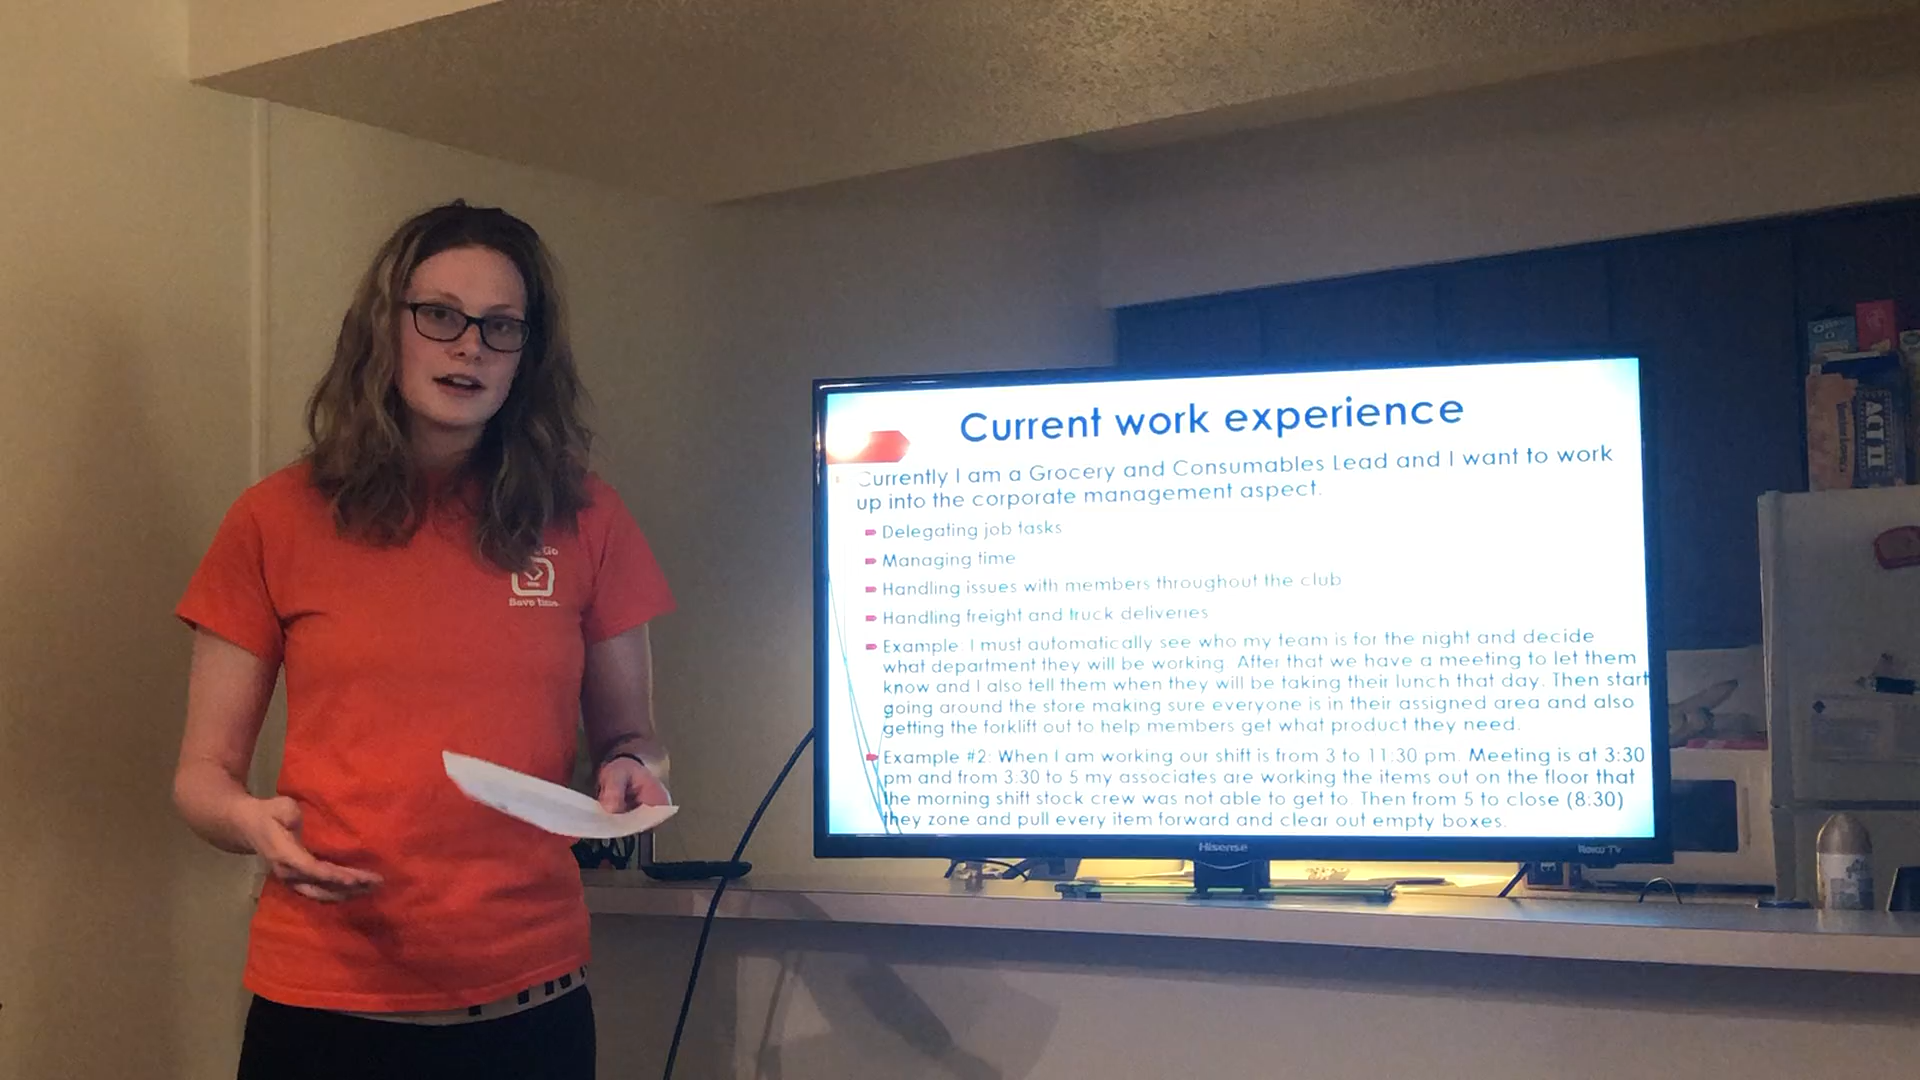 Current work experience
Currently I am a Grocery and Consumables Lead and I want to work
up into the corporate management aspect.
Delegating job tasks
Managing time
Handling issues with members throughout the club
Handling freight and truck deliveries
Example: I must automatically see who my team is for the night and decide
what department they will be working. After that we have a meeting to let them
know and I also tell them when they will be taking their lunch that day. Then start
going around the store making sure everyone is in their assigned area and also
getting the forklift out to help members get what product they need.
Example #2: When I am working our shift is from 3 to 11:30 pm. Meeting is at 3:30
pm and from 3:30 to 5 my associates are working the items out on the floor that
the morning shift stock crew was not able to get to. Then from 5 to close (8:30)
they zone and pull every item forward and clear out empty boxes.
Hisense
Roku TV
Go
Save time.
ACT II